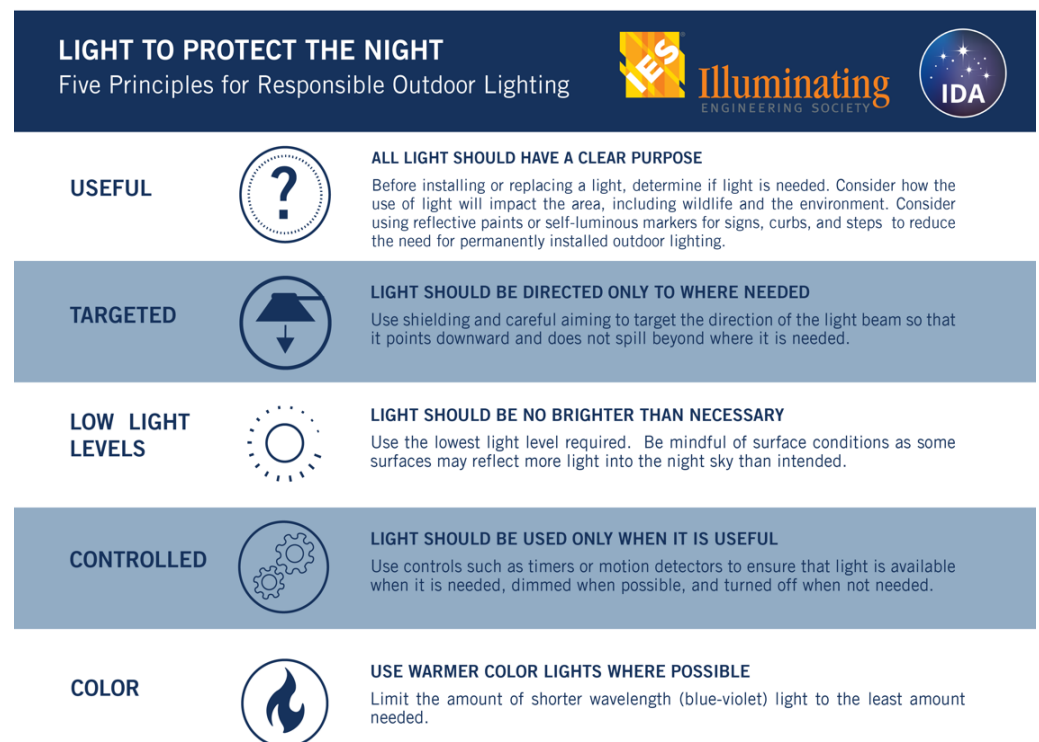 LIGHT TO PROTECT THE NIGHT
Five Principles for Responsible Outdoor Lighting
IES
Illuminating
ENGINEERING SOCIETY
IDA
USEFUL
?
ALL LIGHT SHOULD HAVE A CLEAR PURPOSE
Before installing or replacing a light, determine if light is needed. Consider how the
use of light will impact the area, including wildlife and the environment. Consider
using reflective paints or self-luminous markers for signs, curbs, and steps to reduce
the need for permanently installed outdoor lighting.
TARGETED
LIGHT SHOULD BE DIRECTED ONLY TO WHERE NEEDED
Use shielding and careful aiming to target the direction of the light beam so that
it points downward and does not spill beyond where it is needed.
LOW LIGHT
LEVELS
LIGHT SHOULD BE NO BRIGHTER THAN NECESSARY
Use the lowest light level required. Be mindful of surface conditions as some
surfaces may reflect more light into the night sky than intended.
CONTROLLED
LIGHT SHOULD BE USED ONLY WHEN IT IS USEFUL
Use controls such as timers or motion detectors to ensure that light is available
when it is needed, dimmed when possible, and turned off when not needed.
COLOR
USE WARMER COLOR LIGHTS WHERE POSSIBLE
Limit the amount of shorter wavelength (blue-violet) light to the least amount
needed.